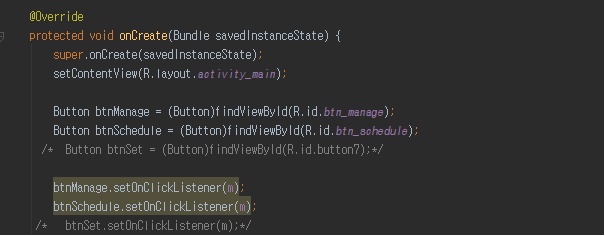 @Override
protected void onCreate(Bundle savedInstanceState) {
super.onCreate(savedInstanceState);
setContentView(R.layout.activity_main);
Button btnManage = (Button)findViewById(R.id.btn_manage);
Button btnSchedule = (Button)findViewById(R.id.btn_schedule);
/* Button btnSet = (Button)findViewById(R.id.button7);*/
btnManage.setOnClickListener(m);
btnSchedule.setOnClickListener(m);
/* btnSet.setOnClickListener(m);*/